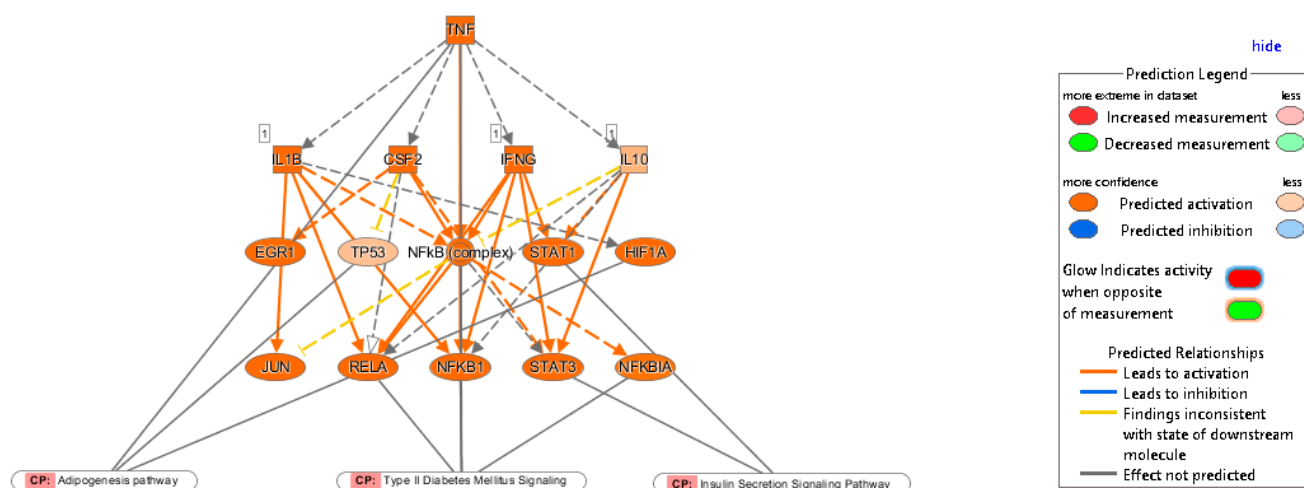 TNF
hide
Prediction Legend
more extreme in dataset less
Increased measurement
Decreased measurement
1 1 1
IL1B CSF2 IFNG IL10
more confidence less
Predicted activation
Predicted inhibition
EGR1 TP53 NFkB (complex) STAT1 HIF1A
Glow Indicates activity
when opposite
of measurement
JUN RELA NFKB1 STAT3 NFKBIA
Predicted Relationships
Leads to activation
Leads to inhibition
Findings inconsistent
with state of downstream
molecule
Effect not predicted
CP: Adipogenesis pathway
CP: Type II Diabetes Mellitus Signaling
CP: Insulin Secretion Signaling Pathway